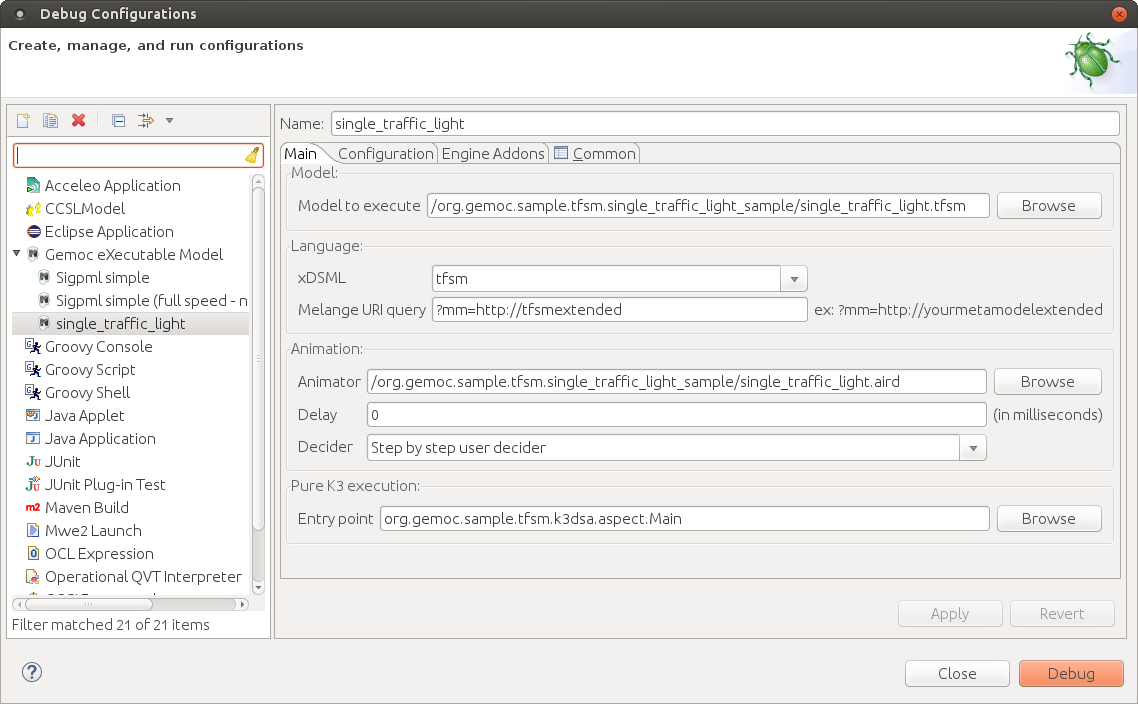 Debug Configurations
Create, manage, and run configurations
Name: single_traffic_light
Main Configuration Engine Addons Common
Acceleo Application
CCSLModel
Eclipse Application
Gemoc eXecutable Model
Sigpml simple
Sigpml simple (full speed - n
single_traffic_light
Groovy Console
Groovy Script
Groovy Shell
Java Applet
Java Application
JUnit
JUnit Plug-in Test
m2 Maven Build
Mwe2 Launch
OCL Expression
Operational QVT Interpreter
Filter matched 21 of 21 items
Model:
Model to execute /org.gemoc.sample.tfsm.single_traffic_light_sample/single_traffic_light.tfsm Browse
Language:
xDSML tfsm
Melange URI query ?mm=http://tfsmextended ex: ?mm=http://yourmetamodelextended
Animation:
Animator /org.gemoc.sample.tfsm.single_traffic_light_sample/single_traffic_light.aird Browse
Delay 0 (in milliseconds)
Decider Step by step user decider
Pure K3 execution:
Entry point org.gemoc.sample.tfsm.k3dsa.aspect.Main Browse
Apply Revert
? Close Debug